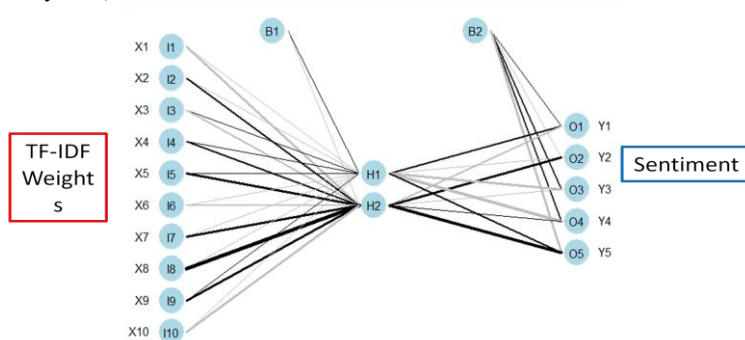 B1
B2
X1 I1
X2 I2
X3 I3
X4 I4
X5 I5
X6 I6
X7 I7
X8 I8
X9 I9
X10 I10
TF-IDF
Weight
s
H1
H2
O1 Y1
O2 Y2
O3 Y3
O4 Y4
O5 Y5
Sentiment